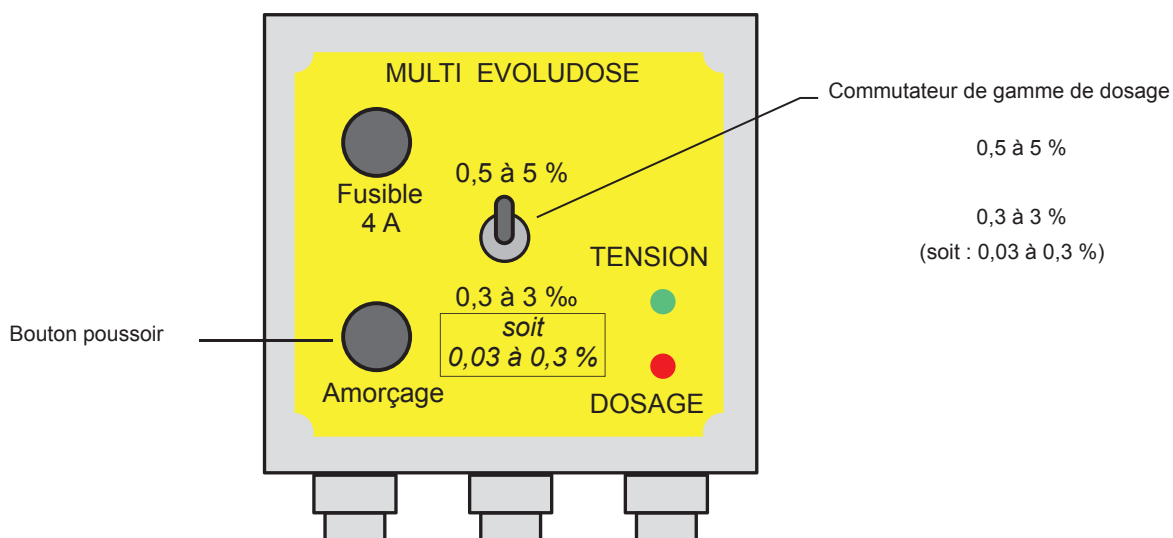 MULTI EVOLUDOSE
Fusible
4 A
0,5 à 5 %
TENSION
0,3 à 3 ‰
soit
0,03 à 0,3 %
Amorçage
DOSAGE
Bouton poussoir
Commutateur de gamme de dosage
0,5 à 5 %
0,3 à 3 %
(soit : 0,03 à 0,3 %)